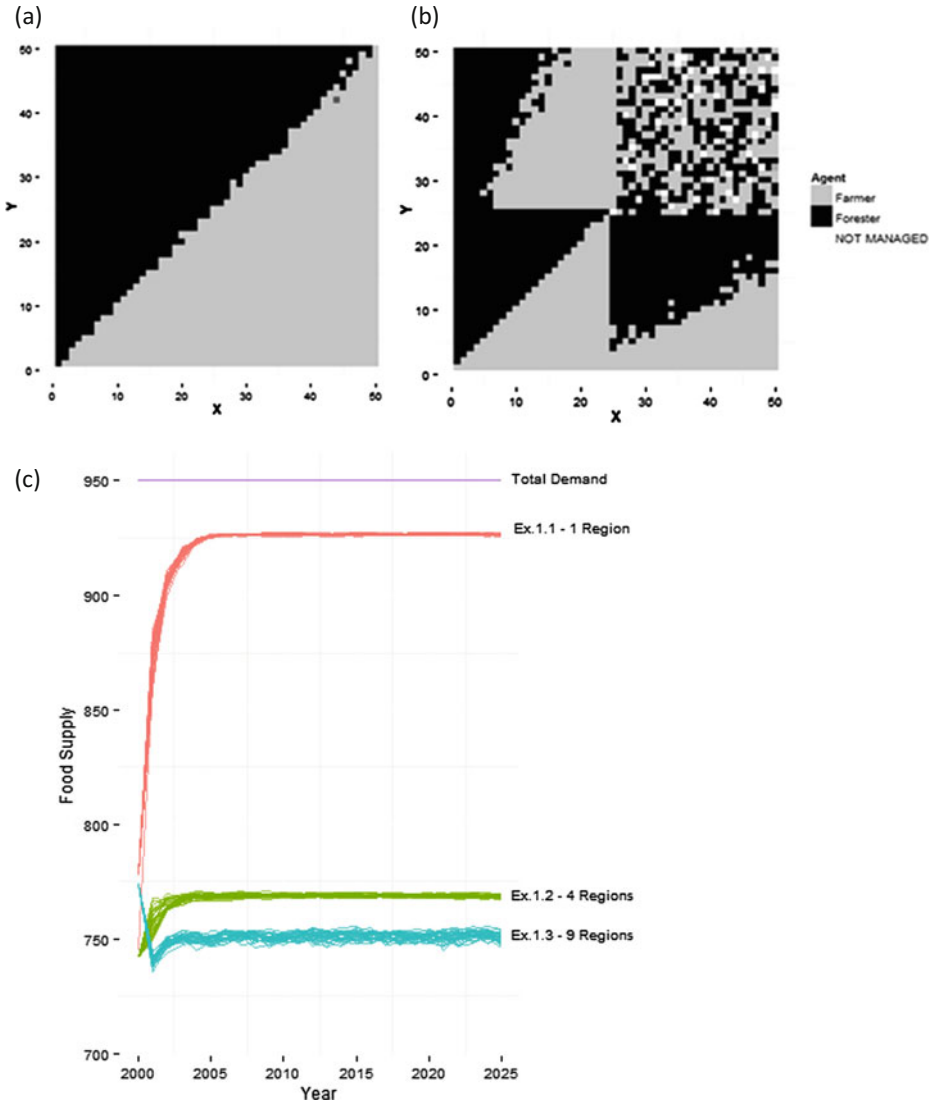 (a)
(b)
50 -
40 -
30 -
20 -
10 -
0 -
Y
0
10
20
30
40
50
X
50 -
40 -
30 -
20 -
10 -
0 -
Y
0
10
20
30
40
50
X
Agent
Farmer
Forester
NOT MANAGED
(c)
950 -
900 -
850 -
800 -
750 -
700 -
Food Supply
Total Demand
Ex.1.1 - 1 Region
Ex.1.2 - 4 Regions
Ex.1.3 - 9 Regions
2000
2005
2010
2015
2020
2025
Year